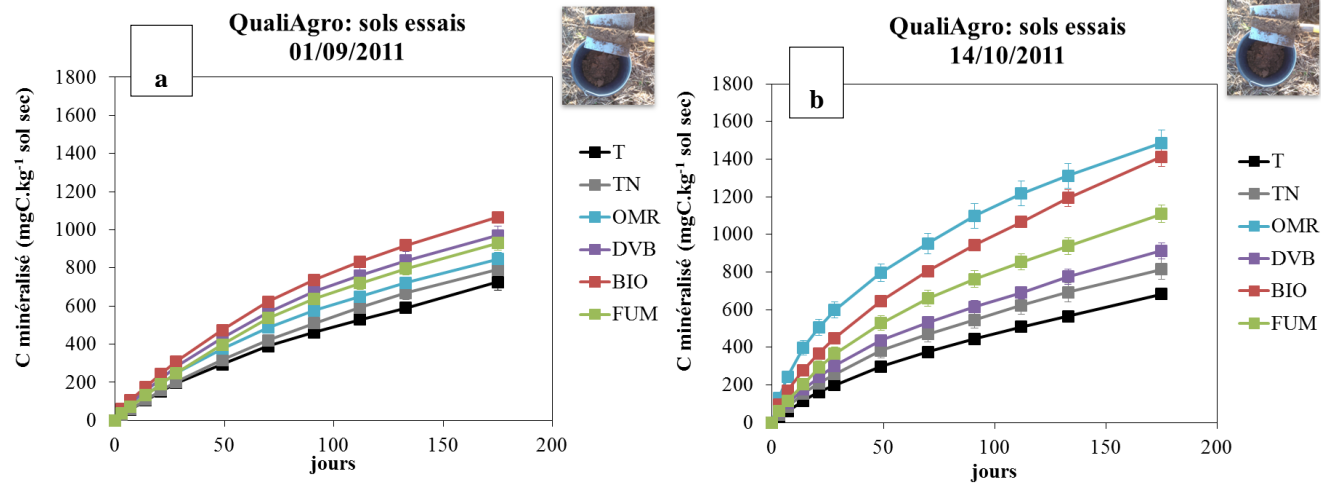 QualiAgro: sols essais
01/09/2011
a
C minéralisé (mgC.kg⁻¹ sol sec)
1800
1600
1400
1200
1000
800
600
400
200
0
0 50 100 150 200
jours
T
TN
OMR
DVB
BIO
FUM
QualiAgro: sols essais
14/10/2011
b
C minéralisé (mgC.kg⁻¹ sol sec)
1800
1600
1400
1200
1000
800
600
400
200
0
0 50 100 150 200
jours
T
TN
OMR
DVB
BIO
FUM